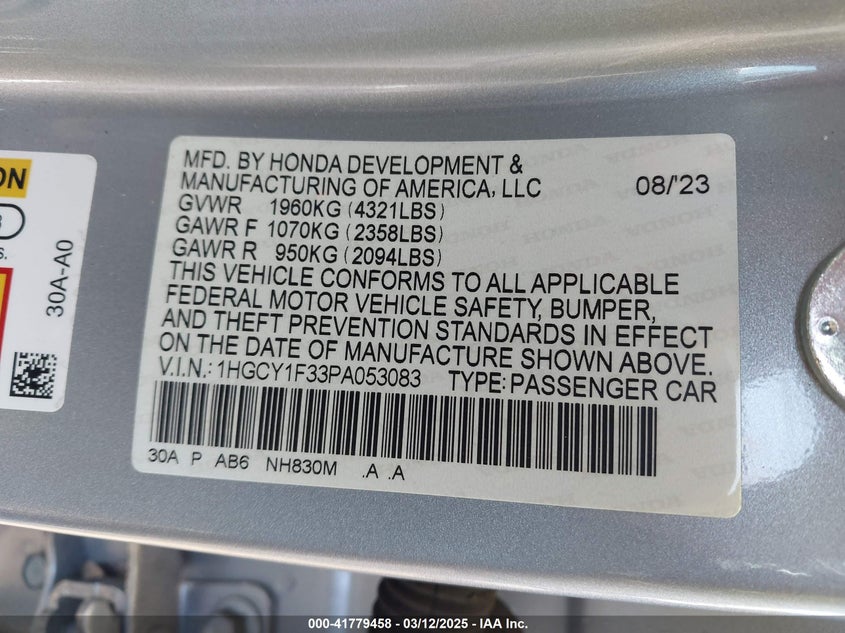 MFD. BY HONDA DEVELOPMENT &
MANUFACTURING OF AMERICA, LLC 08/'23
GVWR 1960KG (4321LBS)
GAWR F 1070KG (2358LBS)
GAWR R 950KG (2094LBS)
THIS VEHICLE CONFORMS TO ALL APPLICABLE
FEDERAL MOTOR VEHICLE SAFETY, BUMPER,
AND THEFT PREVENTION STANDARDS IN EFFECT
ON THE DATE OF MANUFACTURE SHOWN ABOVE.
V.I.N.: 1HGCY1F33PA053083 TYPE: PASSENGER CAR
30A P AB6 NH830M .A .A
30A-A0
000-41779458 - 03/12/2025 - IAA Inc.